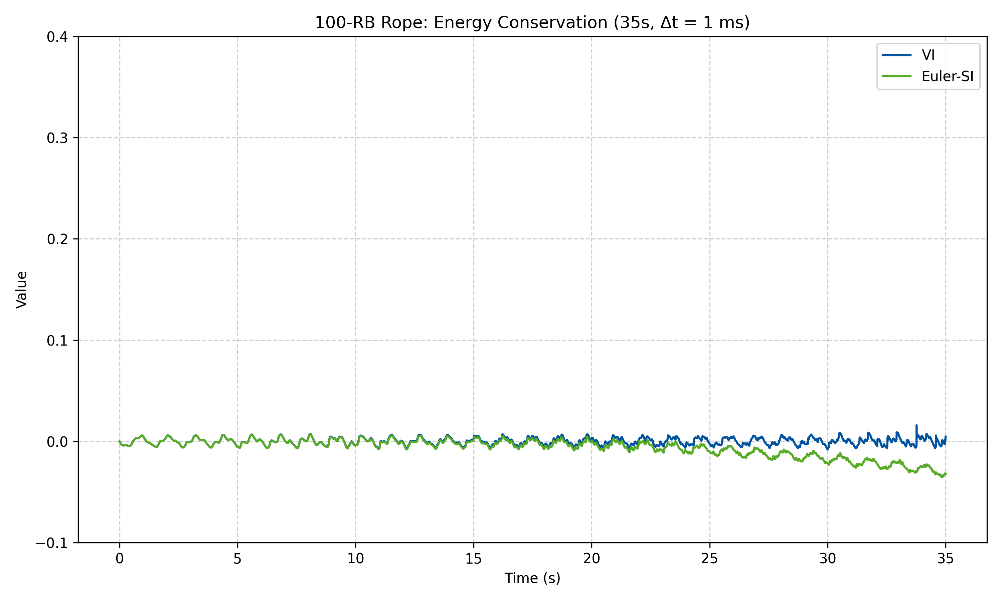 100-RB Rope: Energy Conservation (35s, Δt = 1 ms)
VI
Euler-SI
0.4
0.3
0.2
0.1
0.0
−0.1
Value
0 5 10 15 20 25 30 35
Time (s)